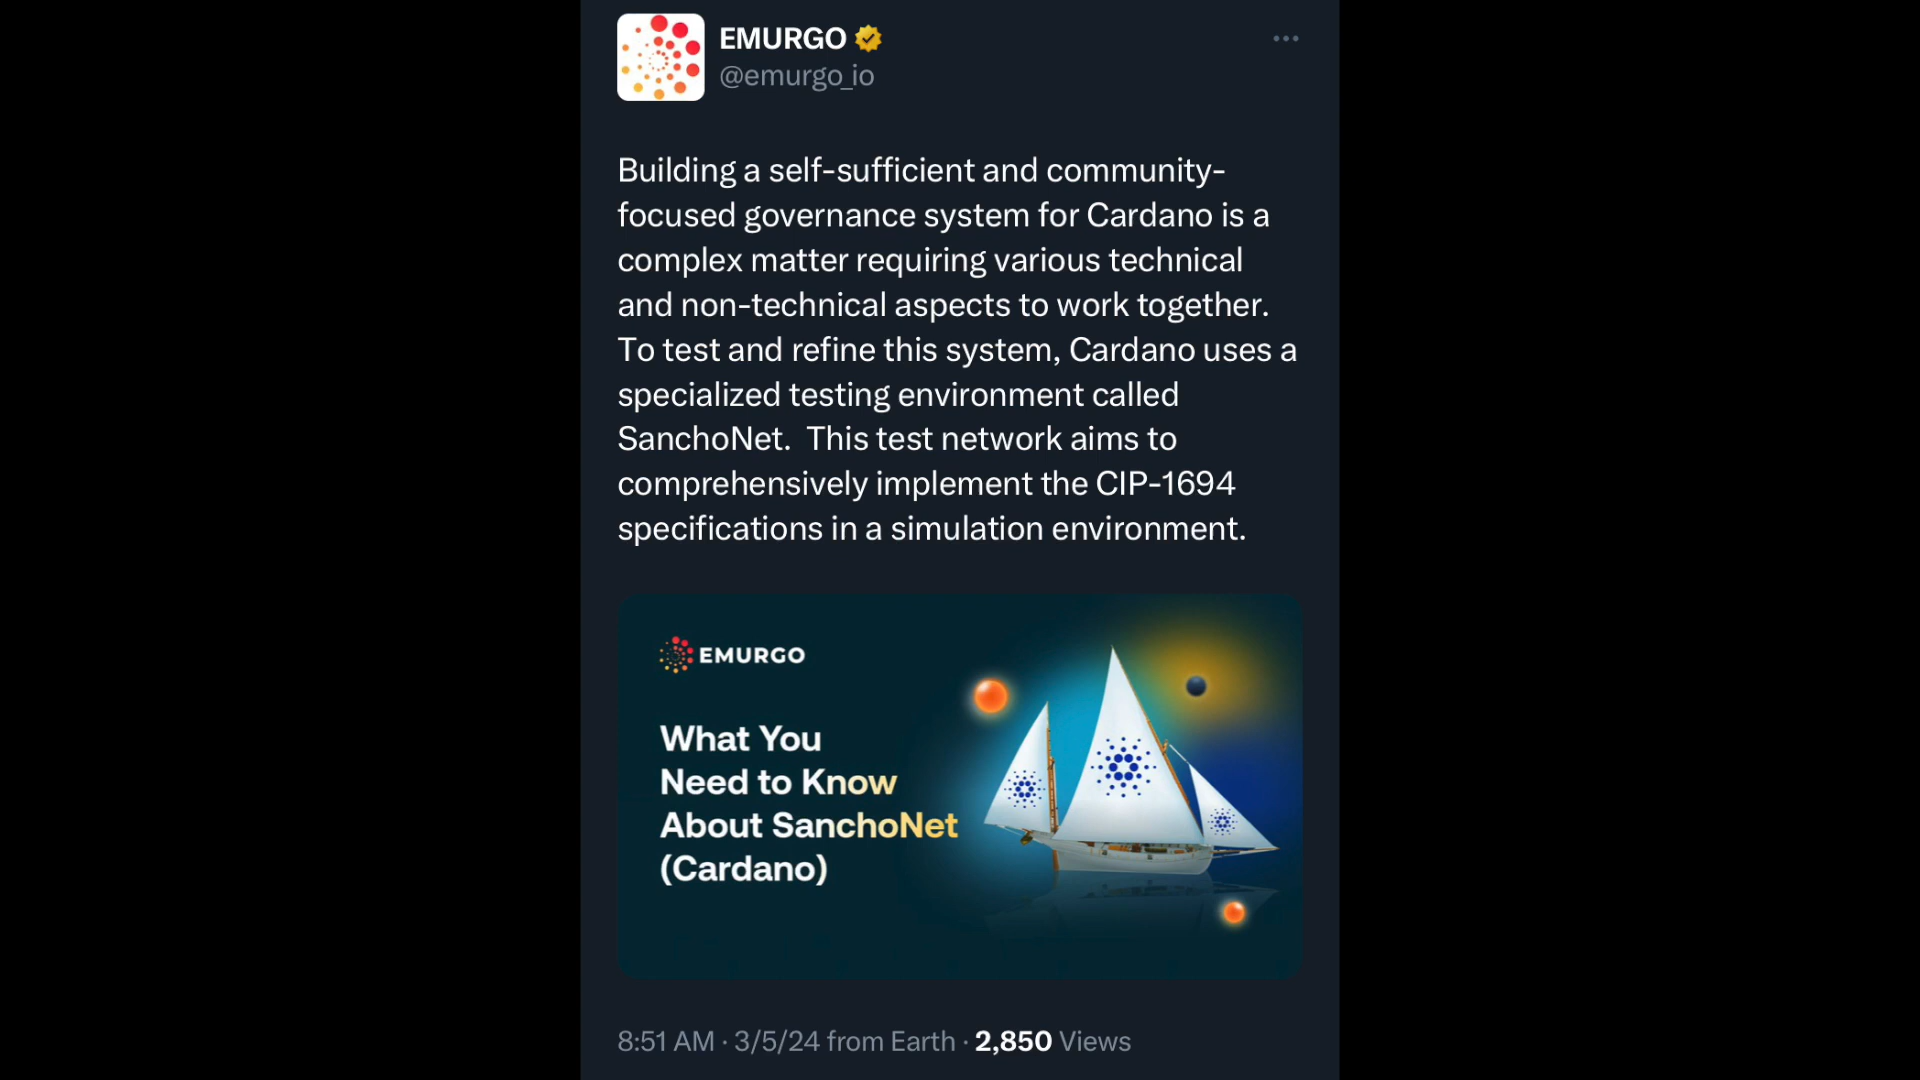 EMURGO
@emurgo_io
Building a self-sufficient and community-
focused governance system for Cardano is a
complex matter requiring various technical
and non-technical aspects to work together.
To test and refine this system, Cardano uses a
specialized testing environment called
SanchoNet.  This test network aims to
comprehensively implement the CIP-1694
specifications in a simulation environment.
EMURGO
What You
Need to Know
About SanchoNet
(Cardano)
8:51 AM · 3/5/24 from Earth · 2,850 Views